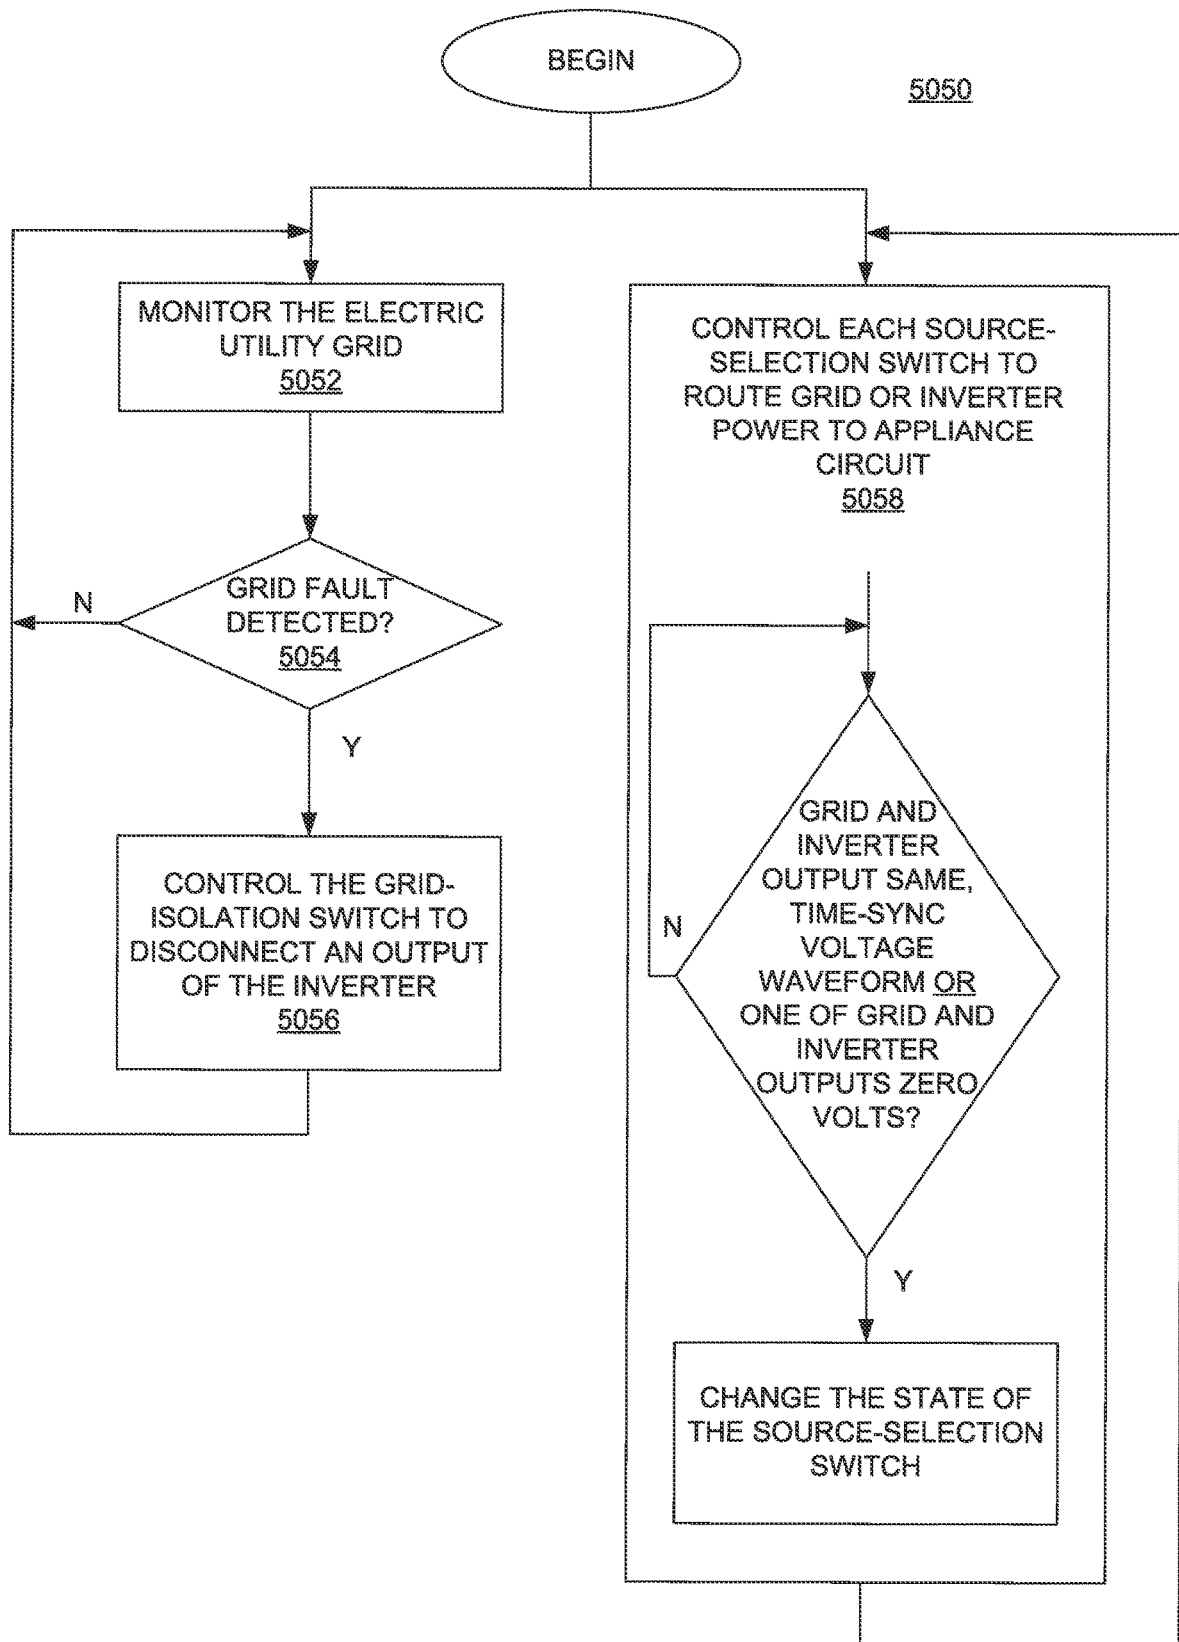 BEGIN
5050
MONITOR THE ELECTRIC
UTILITY GRID
5052
GRID FAULT
DETECTED?
5054
N
Y
CONTROL THE GRID-
ISOLATION SWITCH TO
DISCONNECT AN OUTPUT
OF THE INVERTER
5056
CONTROL EACH SOURCE-
SELECTION SWITCH TO
ROUTE GRID OR INVERTER
POWER TO APPLIANCE
CIRCUIT
5058
GRID AND
INVERTER
OUTPUT SAME,
TIME-SYNC
VOLTAGE
WAVEFORM OR
ONE OF GRID AND
INVERTER
OUTPUTS ZERO
VOLTS?
N
Y
CHANGE THE STATE OF
THE SOURCE-SELECTION
SWITCH